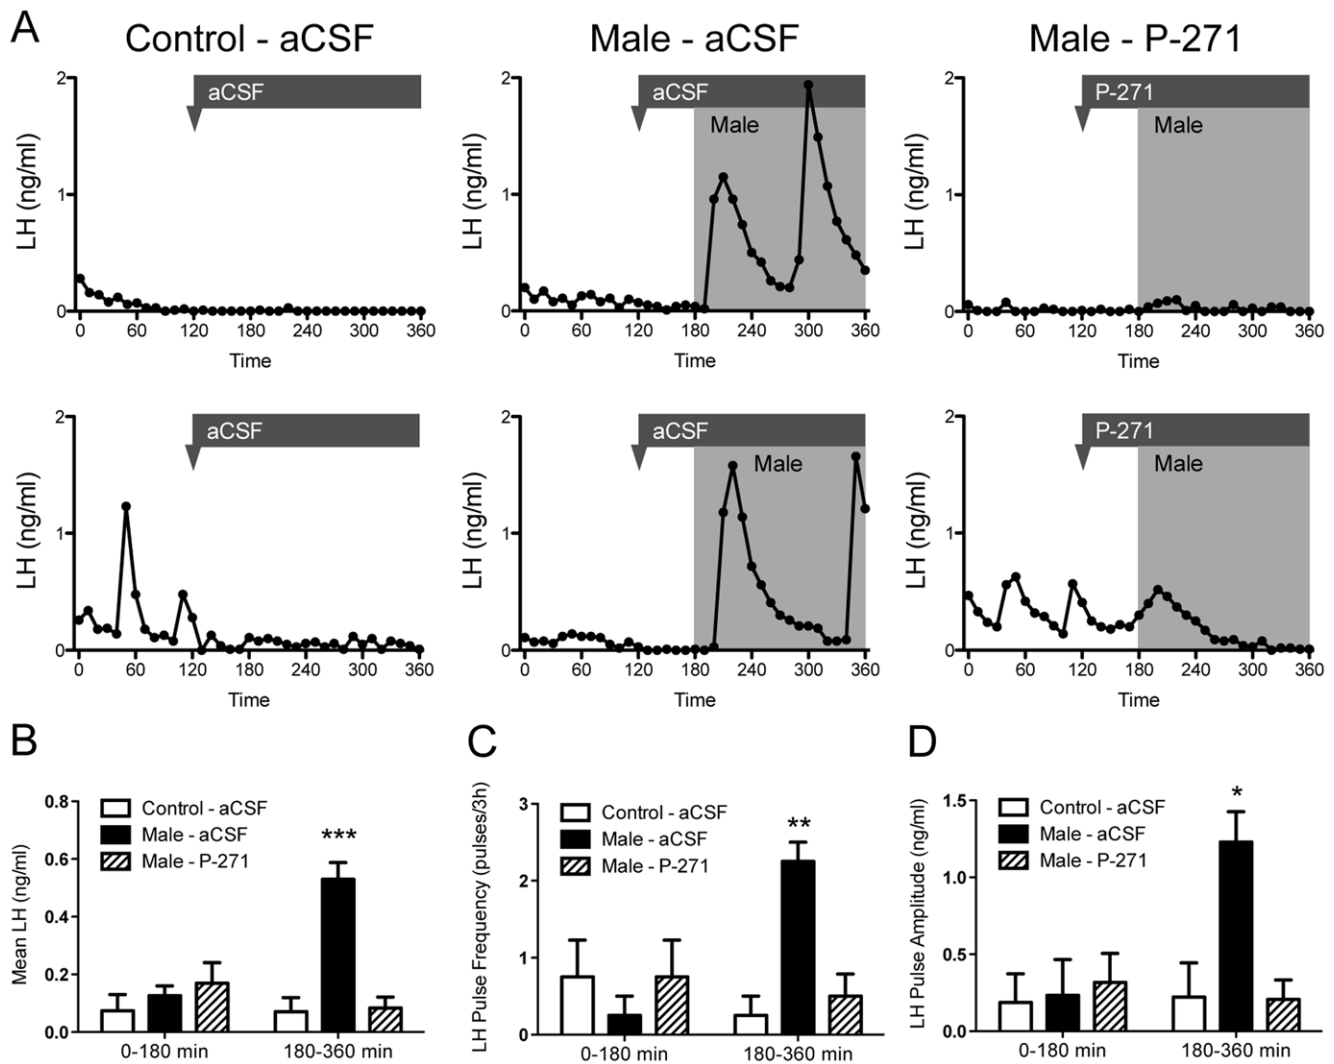 A
Control - aCSF
Male - aCSF
Male - P-271
2
1
0
LH (ng/ml)
aCSF
0 60 120 180 240 300 360
Time
2
1
0
LH (ng/ml)
aCSF
Male
0 60 120 180 240 300 360
Time
2
1
0
LH (ng/ml)
P-271
Male
0 60 120 180 240 300 360
Time
2
1
0
LH (ng/ml)
aCSF
0 60 120 180 240 300 360
Time
2
1
0
LH (ng/ml)
aCSF
Male
0 60 120 180 240 300 360
Time
2
1
0
LH (ng/ml)
P-271
Male
0 60 120 180 240 300 360
Time
B
Mean LH (ng/ml)
0.8
0.6
0.4
0.2
0.0
Control - aCSF
Male - aCSF
Male - P-271
***
0-180 min 180-360 min
C
LH Pulse Frequency (pulses/3h)
3
2
1
0
Control - aCSF
Male - aCSF
Male - P-271
**
0-180 min 180-360 min
D
LH Pulse Amplitude (ng/ml)
1.5
1.0
0.5
0.0
Control - aCSF
Male - aCSF
Male - P-271
*
0-180 min 180-360 min